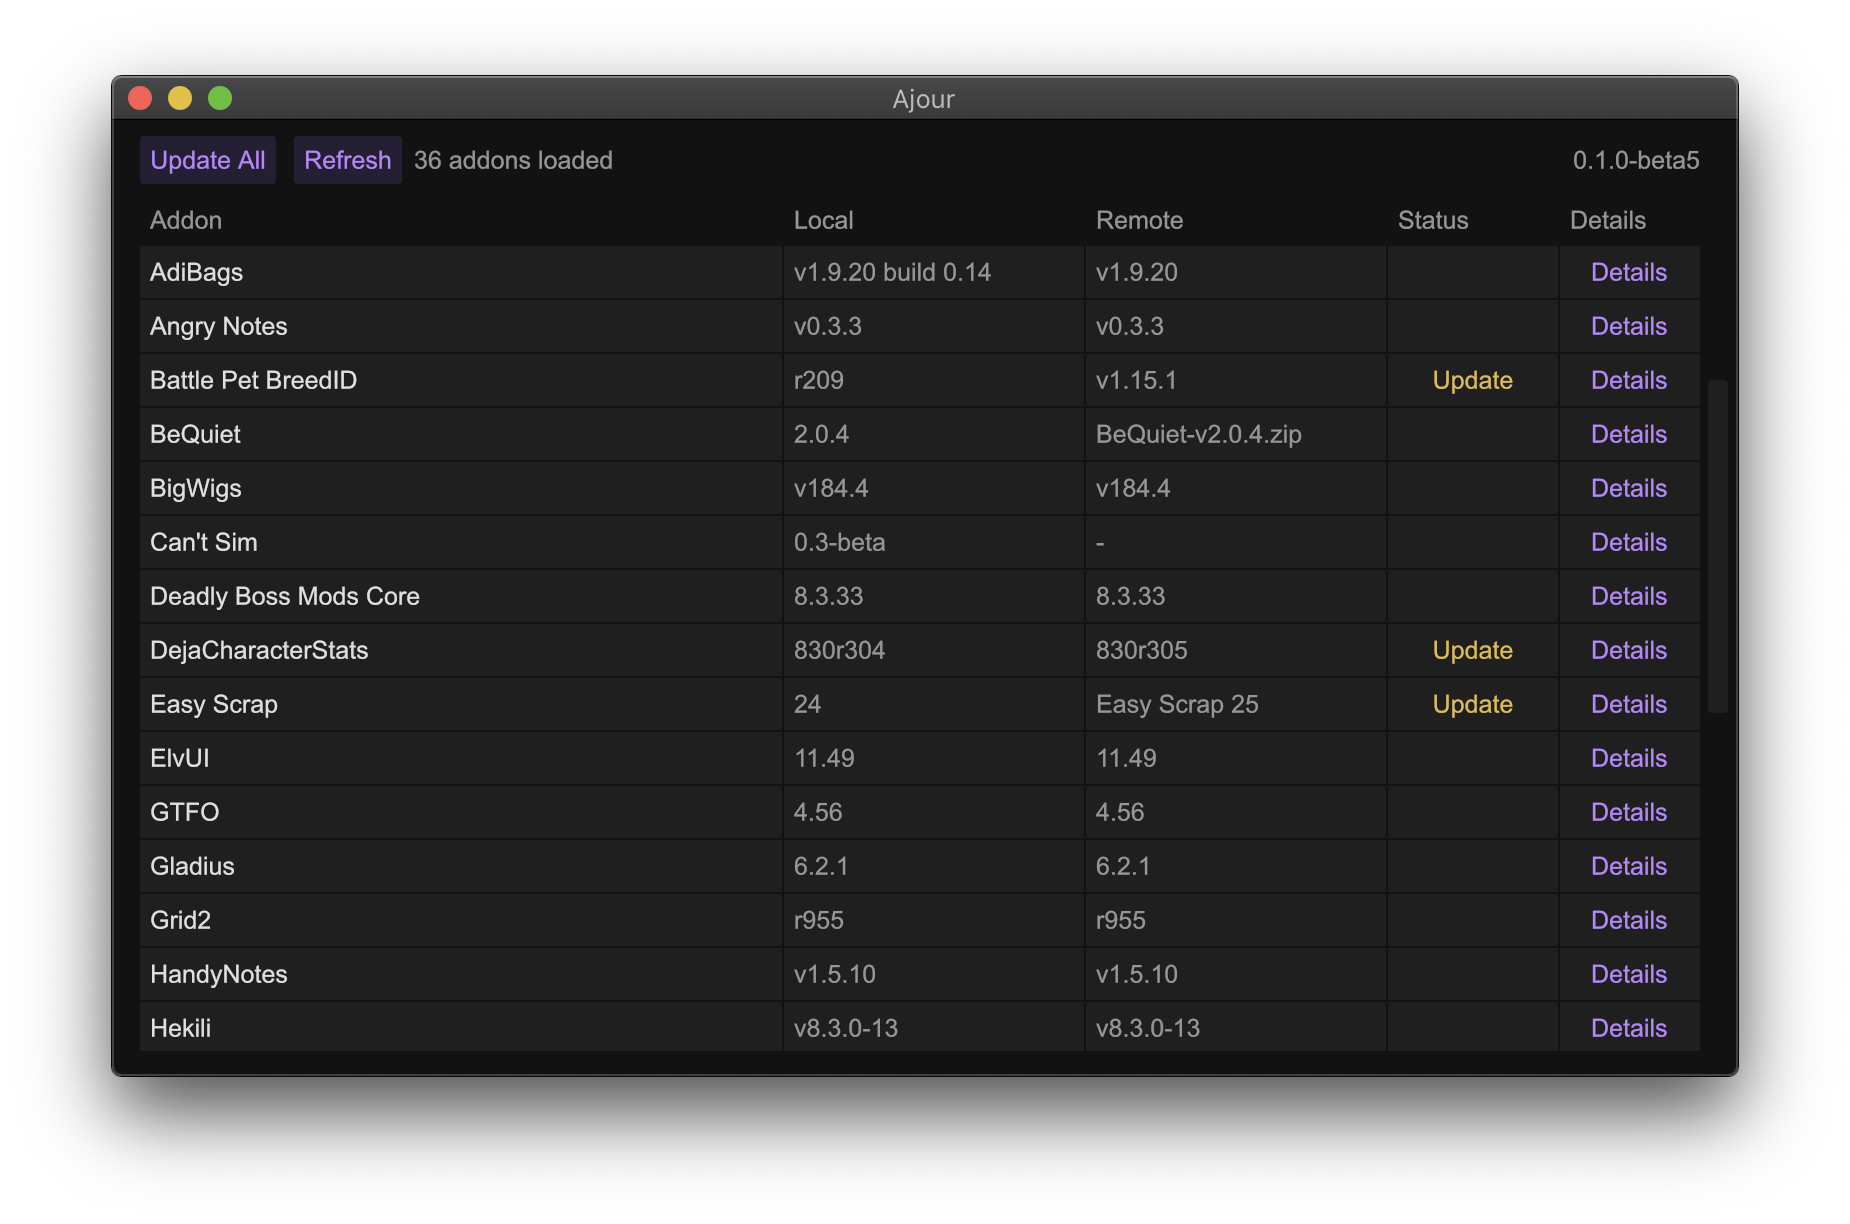 Ajour
Update All Refresh 36 addons loaded 0.1.0-beta5
Addon Local Remote Status Details
AdiBags v1.9.20 build 0.14 v1.9.20 Details
Angry Notes v0.3.3 v0.3.3 Details
Battle Pet BreedID r209 v1.15.1 Update Details
BeQuiet 2.0.4 BeQuiet-v2.0.4.zip Details
BigWigs v184.4 v184.4 Details
Can't Sim 0.3-beta - Details
Deadly Boss Mods Core 8.3.33 8.3.33 Details
DejaCharacterStats 830r304 830r305 Update Details
Easy Scrap 24 Easy Scrap 25 Update Details
ElvUI 11.49 11.49 Details
GTFO 4.56 4.56 Details
Gladius 6.2.1 6.2.1 Details
Grid2 r955 r955 Details
HandyNotes v1.5.10 v1.5.10 Details
Hekili v8.3.0-13 v8.3.0-13 Details